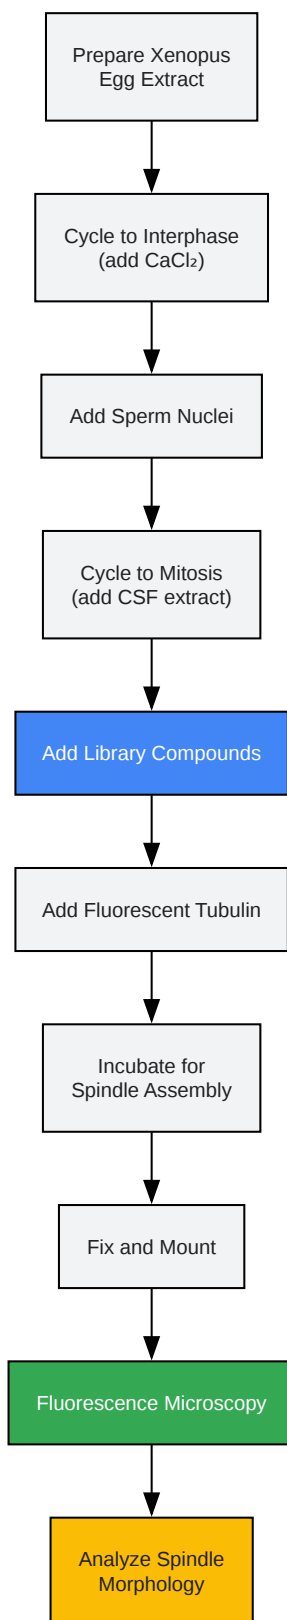 Prepare Xenopus
Egg Extract
Cycle to Interphase
(add CaCl₂)
Add Sperm Nuclei
Cycle to Mitosis
(add CSF extract)
Add Library Compounds
Add Fluorescent Tubulin
Incubate for
Spindle Assembly
Fix and Mount
Fluorescence Microscopy
Analyze Spindle
Morphology